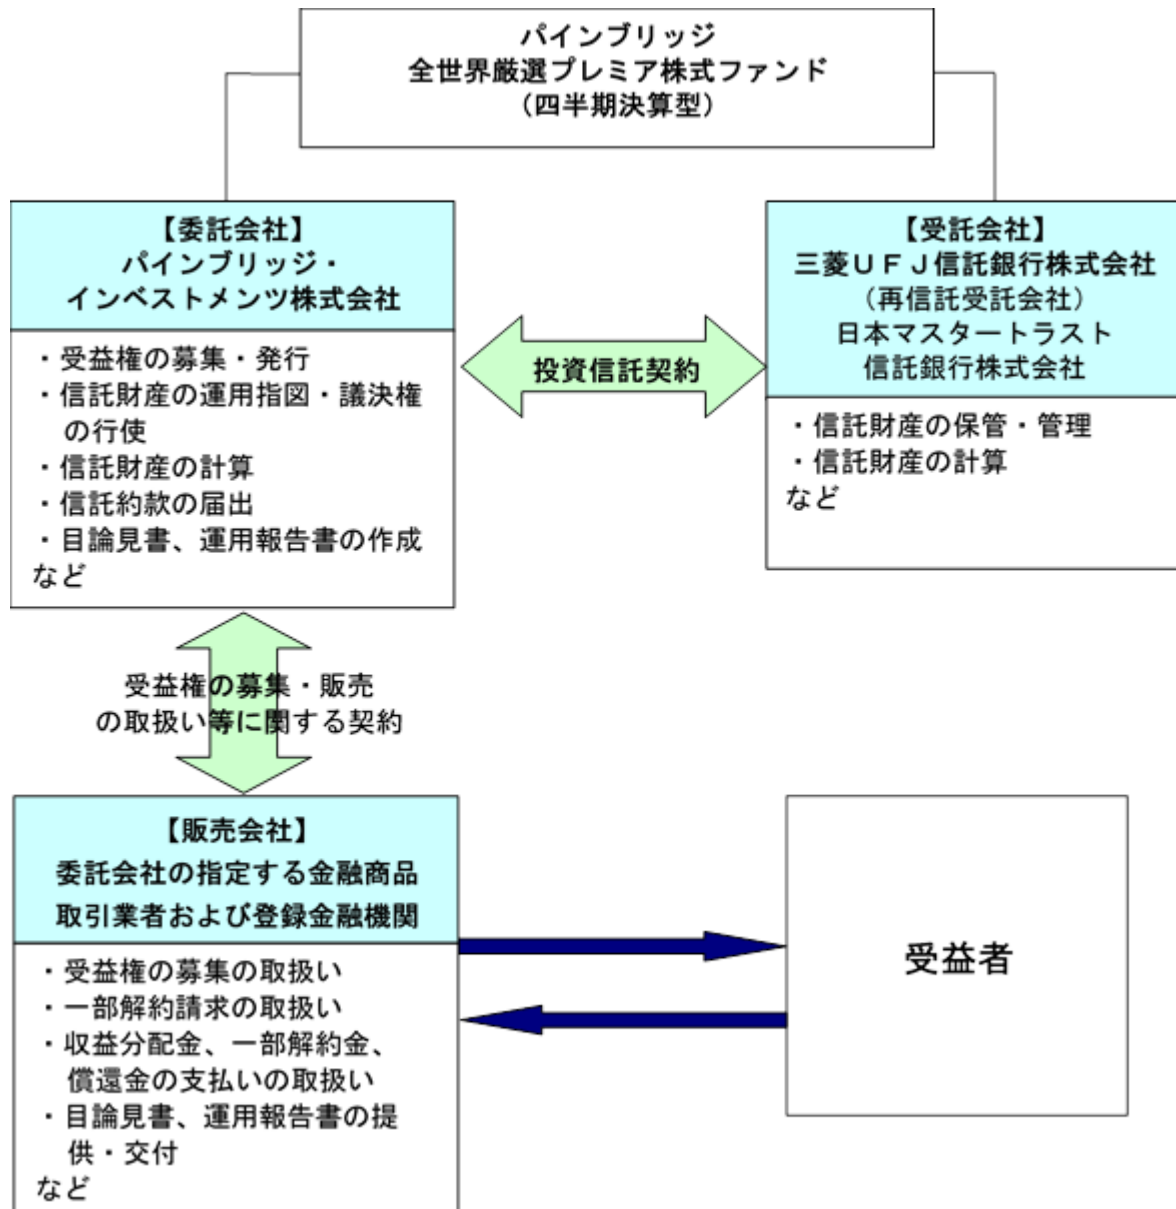 パインブリッジ
全世界厳選プレミア株式ファンド
（四半期決算型）
【委託会社】
パインブリッジ・
インベストメンツ株式会社
・受益権の募集・発行
・信託財産の運用指図・議決権
の行使
・信託財産の計算
・信託約款の届出
・目論見書、運用報告書の作成
など
投資信託契約
【受託会社】
三菱ＵＦＪ信託銀行株式会社
（再信託受託会社）
日本マスタートラスト
信託銀行株式会社
・信託財産の保管・管理
・信託財産の計算
など
受益権の募集・販売
の取扱い等に関する契約
【販売会社】
委託会社の指定する金融商品
取引業者および登録金融機関
・受益権の募集の取扱い
・一部解約請求の取扱い
・収益分配金、一部解約金、
償還金の支払いの取扱い
・目論見書、運用報告書の提
供・交付
など
受益者